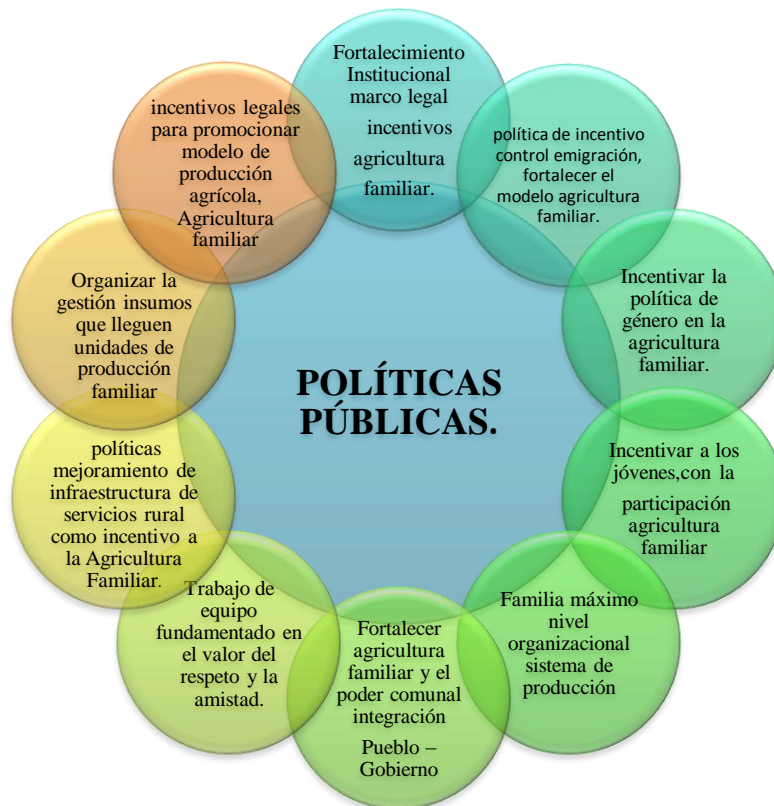 Fortalecimiento
Institucional
marco legal
incentivos
agricultura
familiar.
política de incentivo
control emigración,
fortalecer el
modelo agricultura
familiar.
Incentivar la
política de
género en la
agricultura
familiar.
Incentivar a los
jóvenes,con la
participación
agricultura
familiar
Familia máximo
nivel
organizacional
sistema de
producción
Fortalecer
agricultura
familiar y el
poder comunal
integración
Pueblo –
Gobierno
Trabajo de
equipo
fundamentado en
el valor del
respeto y la
amistad.
políticas
mejoramiento de
infraestructura de
servicios rural
como incentivo a
la Agricultura
Familiar.
Organizar la
gestión insumos
que lleguen
unidades de
producción
familiar
incentivos legales
para promocionar
modelo de
producción
agrícola,
Agricultura
familiar
POLÍTICAS
PÚBLICAS.